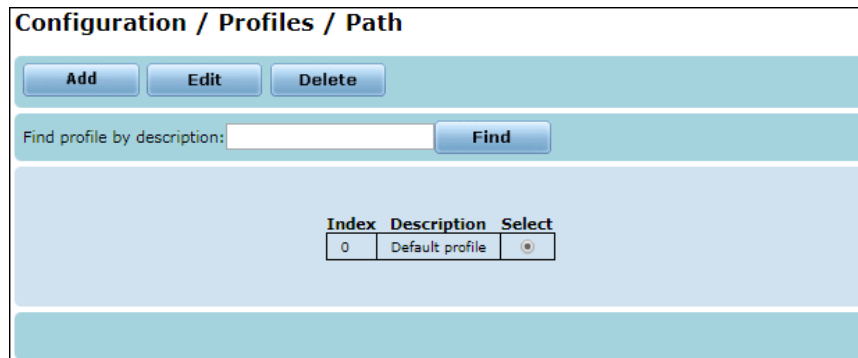 Configuration / Profiles / Path
Add Edit Delete
Find profile by description: Find
Index Description Select
0 Default profile